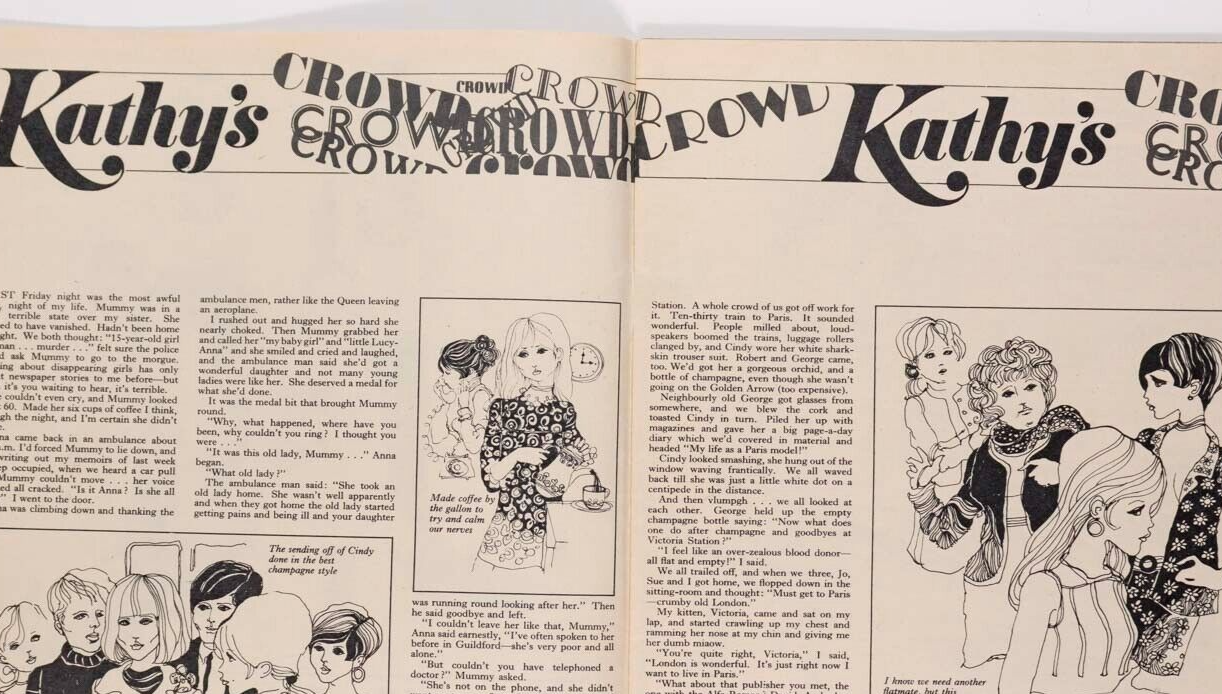 Kathy's CROWD CROWD CROWD CROWD CROWD CROWD CROWD CROWD
CROWD Kathy's
ST Friday night was the most awful
night of my life. Mummy was in a
terrible state over my sister. She
to have vanished. Hadn't been home
We both thought: "15-year-old girl
. . . murder . . ." felt sure the police
ask Mummy to go to the morgue.
about disappearing girls has only
newspaper stories to me before—but
it's you waiting to hear, it's terrible.
couldn't even cry, and Mummy looked
60. Made her six cups of coffee I think,
the night, and I'm certain she didn't
came back in an ambulance about
I'd forced Mummy to lie down, and
writing out my memoirs of last week
occupied, when we heard a car pull
Mummy couldn't move . . . her voice
all cracked. "Is it Anna? Is she all
" I went to the door.
was climbing down and thanking the
ambulance men, rather like the Queen leaving
an aeroplane.
I rushed out and hugged her so hard she
nearly choked. Then Mummy grabbed her
and called her "my baby girl" and "little Lucy-
Anna" and she smiled and cried and laughed,
and the ambulance man said she'd got a
wonderful daughter and not many young
ladies were like her. She deserved a medal for
what she'd done.
It was the medal bit that brought Mummy
round.
"Why, what happened, where have you
been, why couldn't you ring? I thought you
were . . ."
"It was this old lady, Mummy . . ." Anna
began.
"What old lady?"
The ambulance man said: "She took an
old lady home. She wasn't well apparently
and when they got home the old lady started
getting pains and being ill and your daughter
Made coffee by
the gallon to
try and calm
our nerves
The sending off of Cindy
done in the best
champagne style
was running round looking after her." Then
he said goodbye and left.
"I couldn't leave her like that, Mummy,"
Anna said earnestly, "I've often spoken to her
before in Guildford—she's very poor and all
alone."
"But couldn't you have telephoned a
doctor?" Mummy asked.
"She's not on the phone, and she didn't
Station. A whole crowd of us got off work for
it. Ten-thirty train to Paris. It sounded
wonderful. People milled about, loud-
speakers boomed the trains, luggage rollers
clanged by, and Cindy wore her white shark-
skin trouser suit. Robert and George came,
too. We'd got her a gorgeous orchid, and a
bottle of champagne, even though she wasn't
going on the Golden Arrow (too expensive).
Neighbourly old George got glasses from
somewhere, and we blew the cork and
toasted Cindy in turn. Piled her up with
magazines and gave her a big page-a-day
diary which we'd covered in material and
headed "My life as a Paris model!"
Cindy looked smashing, she hung out of the
window waving frantically. We all waved
back till she was just a little white dot on a
centipede in the distance.
And then vlumpgh . . . we all looked at
each other. George held up the empty
champagne bottle saying: "Now what does
one do after champagne and goodbyes at
Victoria Station?"
"I feel like an over-zealous blood donor—
all flat and empty!" I said.
We all trailed off, and when we three, Jo,
Sue and I got home, we flopped down in the
sitting-room and thought: "Must get to Paris
—crumby old London."
My kitten, Victoria, came and sat on my
lap, and started crawling up my chest and
ramming her nose at my chin and giving me
her dumb miaow.
"You're quite right, Victoria," I said,
"London is wonderful. It's just right now I
want to live in Paris."
"What about that publisher you met, the
I know we need another
flatmate, but this